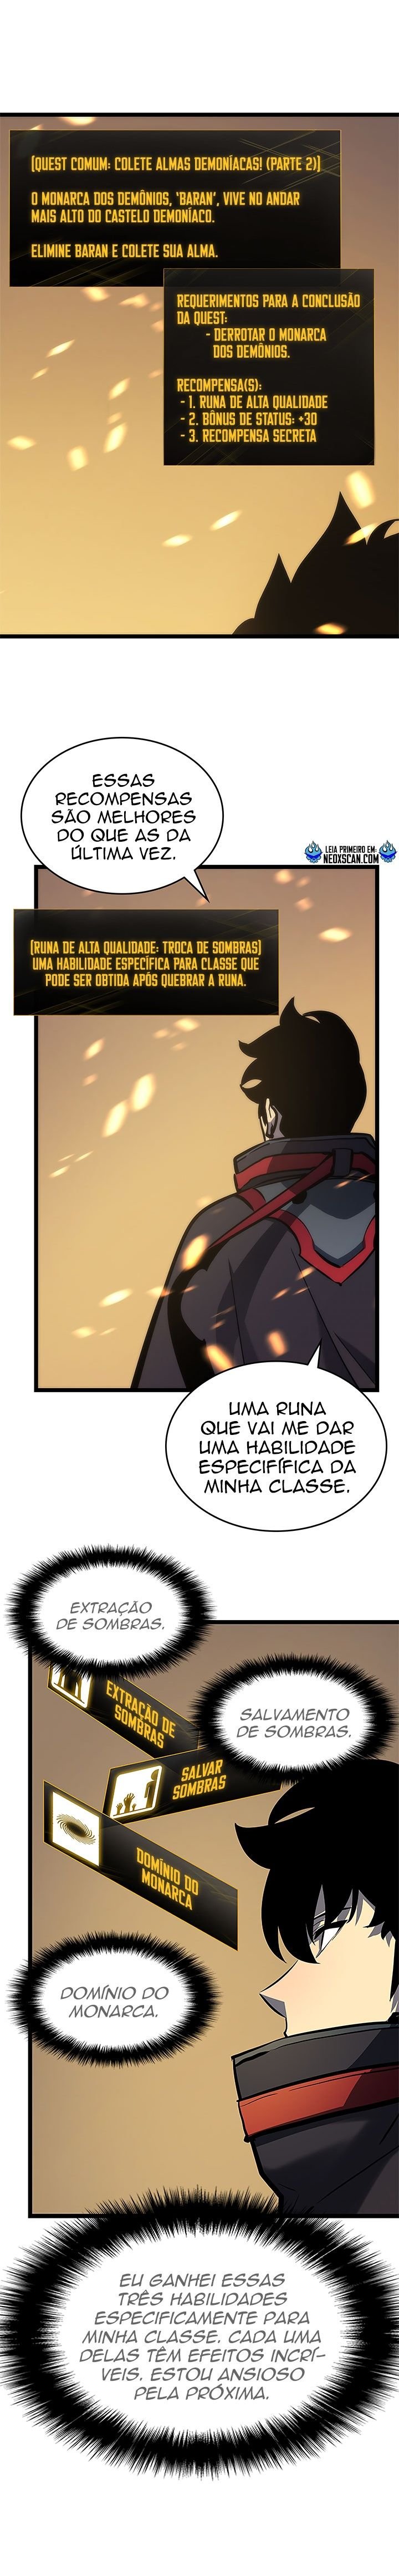 [QUEST COMUM: COLETE ALMAS DEMONÍACAS! (PARTE 2)]
O MONARCA DOS DEMÔNIOS, 'BARAN', VIVE NO ANDAR
MAIS ALTO DO CASTELO DEMONÍACO.
ELIMINE BARAN E COLETE SUA ALMA.
REQUERIMENTOS PARA A CONCLUSÃO
DA QUEST:
- DERROTAR O MONARCA
DOS DEMÔNIOS.
RECOMPENSA(S):
- 1. RUNA DE ALTA QUALIDADE
- 2. BÔNUS DE STATUS: +30
- 3. RECOMPENSA SECRETA
ESSAS
RECOMPENSAS
SÃO MELHORES
DO QUE AS DA
ÚLTIMA VEZ.
LEIA PRIMEIRO EM:
NEOXSCAN.COM
[RUNA DE ALTA QUALIDADE: TROCA DE SOMBRAS]
UMA HABILIDADE ESPECÍFICA PARA CLASSE QUE
PODE SER OBTIDA APÓS QUEBRAR A RUNA.
UMA RUNA
QUE VAI ME DAR
UMA HABILIDADE
ESPECIFÍFICA DA
MINHA CLASSE.
EXTRAÇÃO
DE SOMBRAS.
EXTRAÇÃO DE
SOMBRAS
SALVAMENTO
DE SOMBRAS.
SALVAR
SOMBRAS
DOMÍNIO DO
MONARCA
DOMÍNIO DO
MONARCA.
EU GANHEI ESSAS
TRÊS HABILIDADES
ESPECIFICAMENTE PARA
MINHA CLASSE. CADA UMA
DELAS TÊM EFEITOS INCRÍ-
VEIS. ESTOU ANSIOSO
PELA PRÓXIMA.